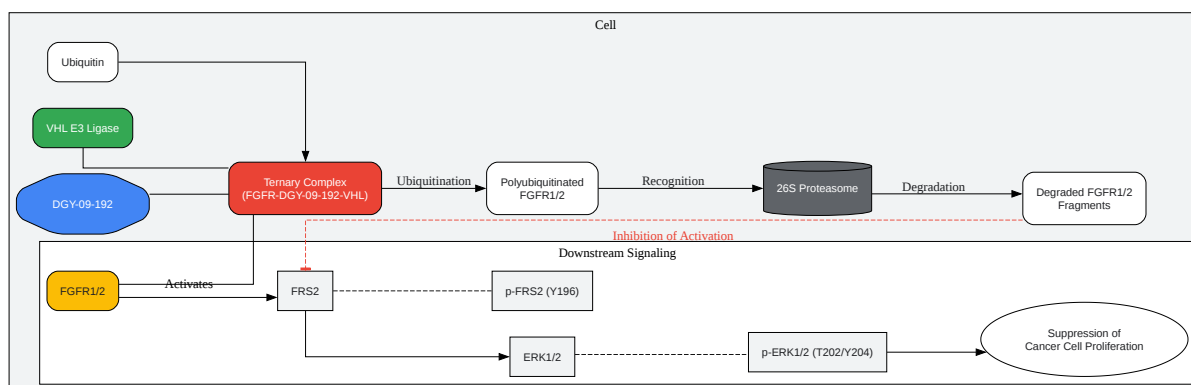 Cell
Ubiquitin
VHL E3 Ligase
DGY-09-192
Ternary Complex
(FGFR-DGY-09-192-VHL)
Ubiquitination
Polyubiquitinated
FGFR1/2
Recognition
26S Proteasome
Degradation
Degraded FGFR1/2
Fragments
Inhibition of Activation
Downstream Signaling
FGFR1/2
Activates
FRS2
p-FRS2 (Y196)
ERK1/2
p-ERK1/2 (T202/Y204)
Suppression of
Cancer Cell Proliferation